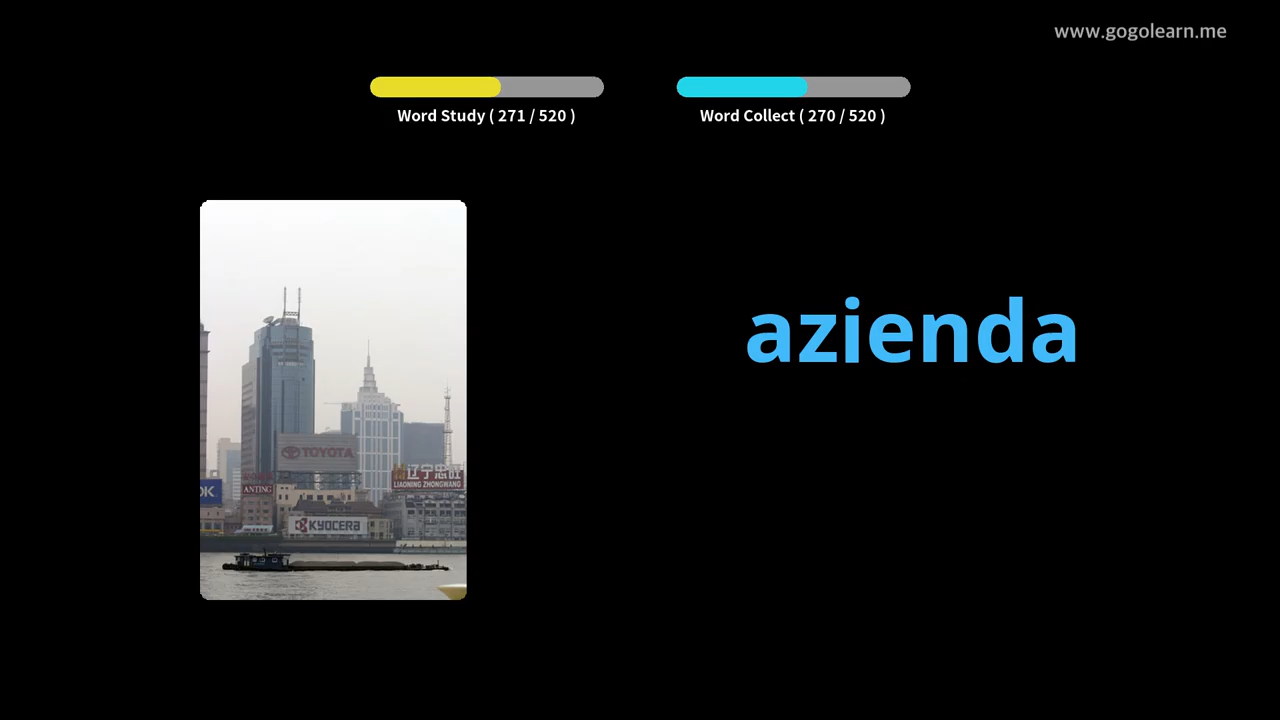 www.gogolearn.me
Word Study ( 271 / 520 )
Word Collect ( 270 / 520 )
azienda
TOYOTA
辽宁忠旺
LIAONING ZHONGWANG
ANTING
KYOCERA